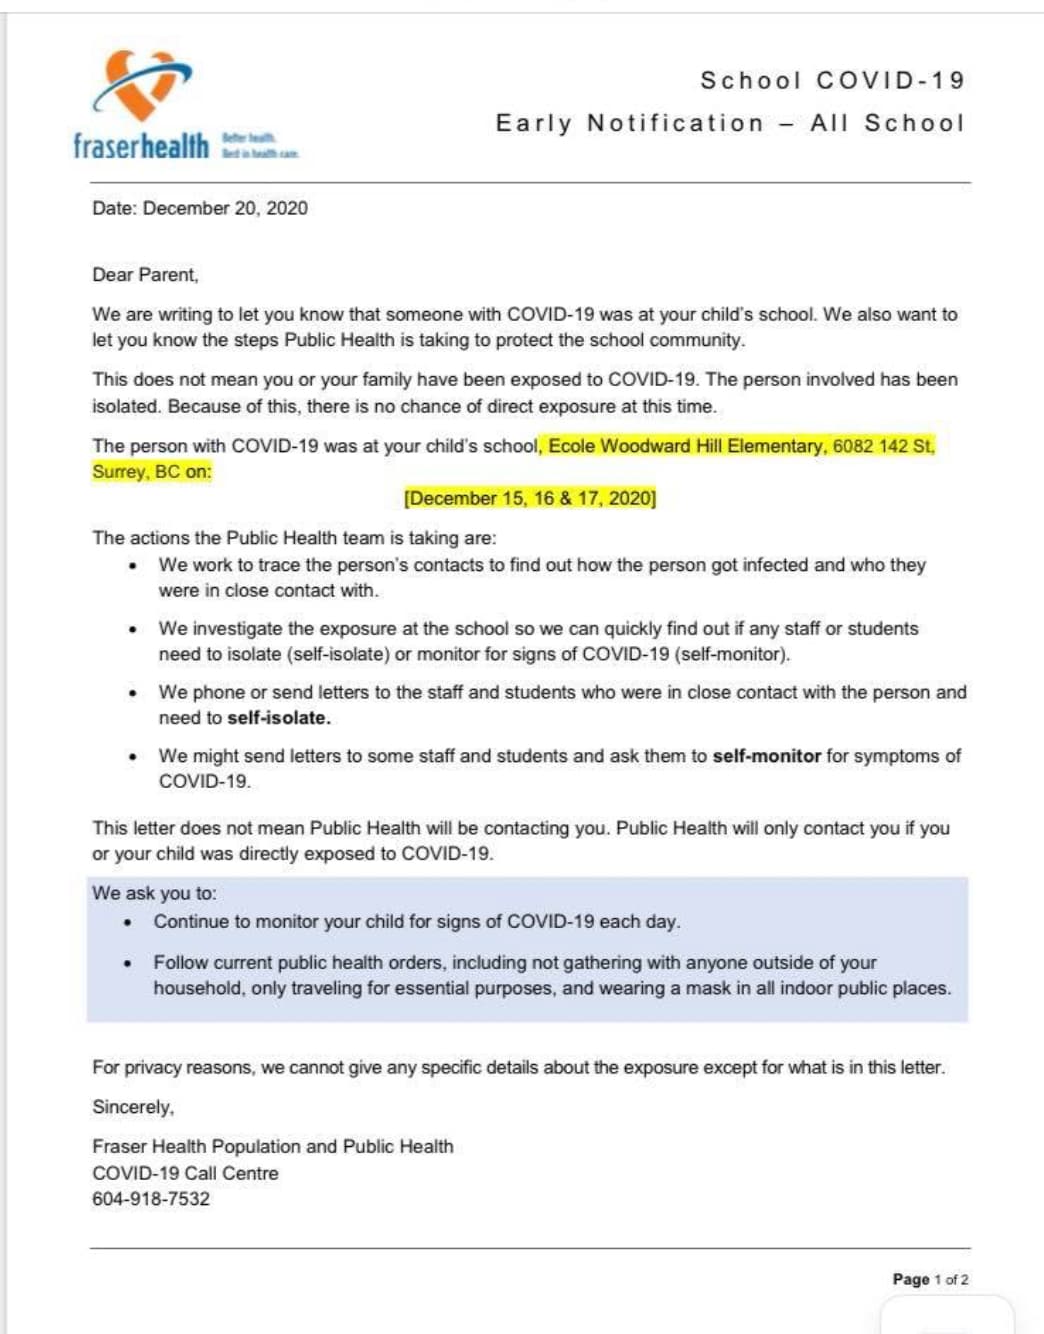 School COVID-19
Early Notification – All School
fraserhealth
Better health.
Best in health care.
Date: December 20, 2020
Dear Parent,
We are writing to let you know that someone with COVID-19 was at your child's school. We also want to
let you know the steps Public Health is taking to protect the school community.
This does not mean you or your family have been exposed to COVID-19. The person involved has been
isolated. Because of this, there is no chance of direct exposure at this time.
The person with COVID-19 was at your child's school, Ecole Woodward Hill Elementary, 6082 142 St,
Surrey, BC on:
[December 15, 16 & 17, 2020]
The actions the Public Health team is taking are:
• We work to trace the person's contacts to find out how the person got infected and who they
were in close contact with.
• We investigate the exposure at the school so we can quickly find out if any staff or students
need to isolate (self-isolate) or monitor for signs of COVID-19 (self-monitor).
• We phone or send letters to the staff and students who were in close contact with the person and
need to self-isolate.
• We might send letters to some staff and students and ask them to self-monitor for symptoms of
COVID-19.
This letter does not mean Public Health will be contacting you. Public Health will only contact you if you
or your child was directly exposed to COVID-19.
We ask you to:
• Continue to monitor your child for signs of COVID-19 each day.
• Follow current public health orders, including not gathering with anyone outside of your
household, only traveling for essential purposes, and wearing a mask in all indoor public places.
For privacy reasons, we cannot give any specific details about the exposure except for what is in this letter.
Sincerely,
Fraser Health Population and Public Health
COVID-19 Call Centre
604-918-7532
Page 1 of 2